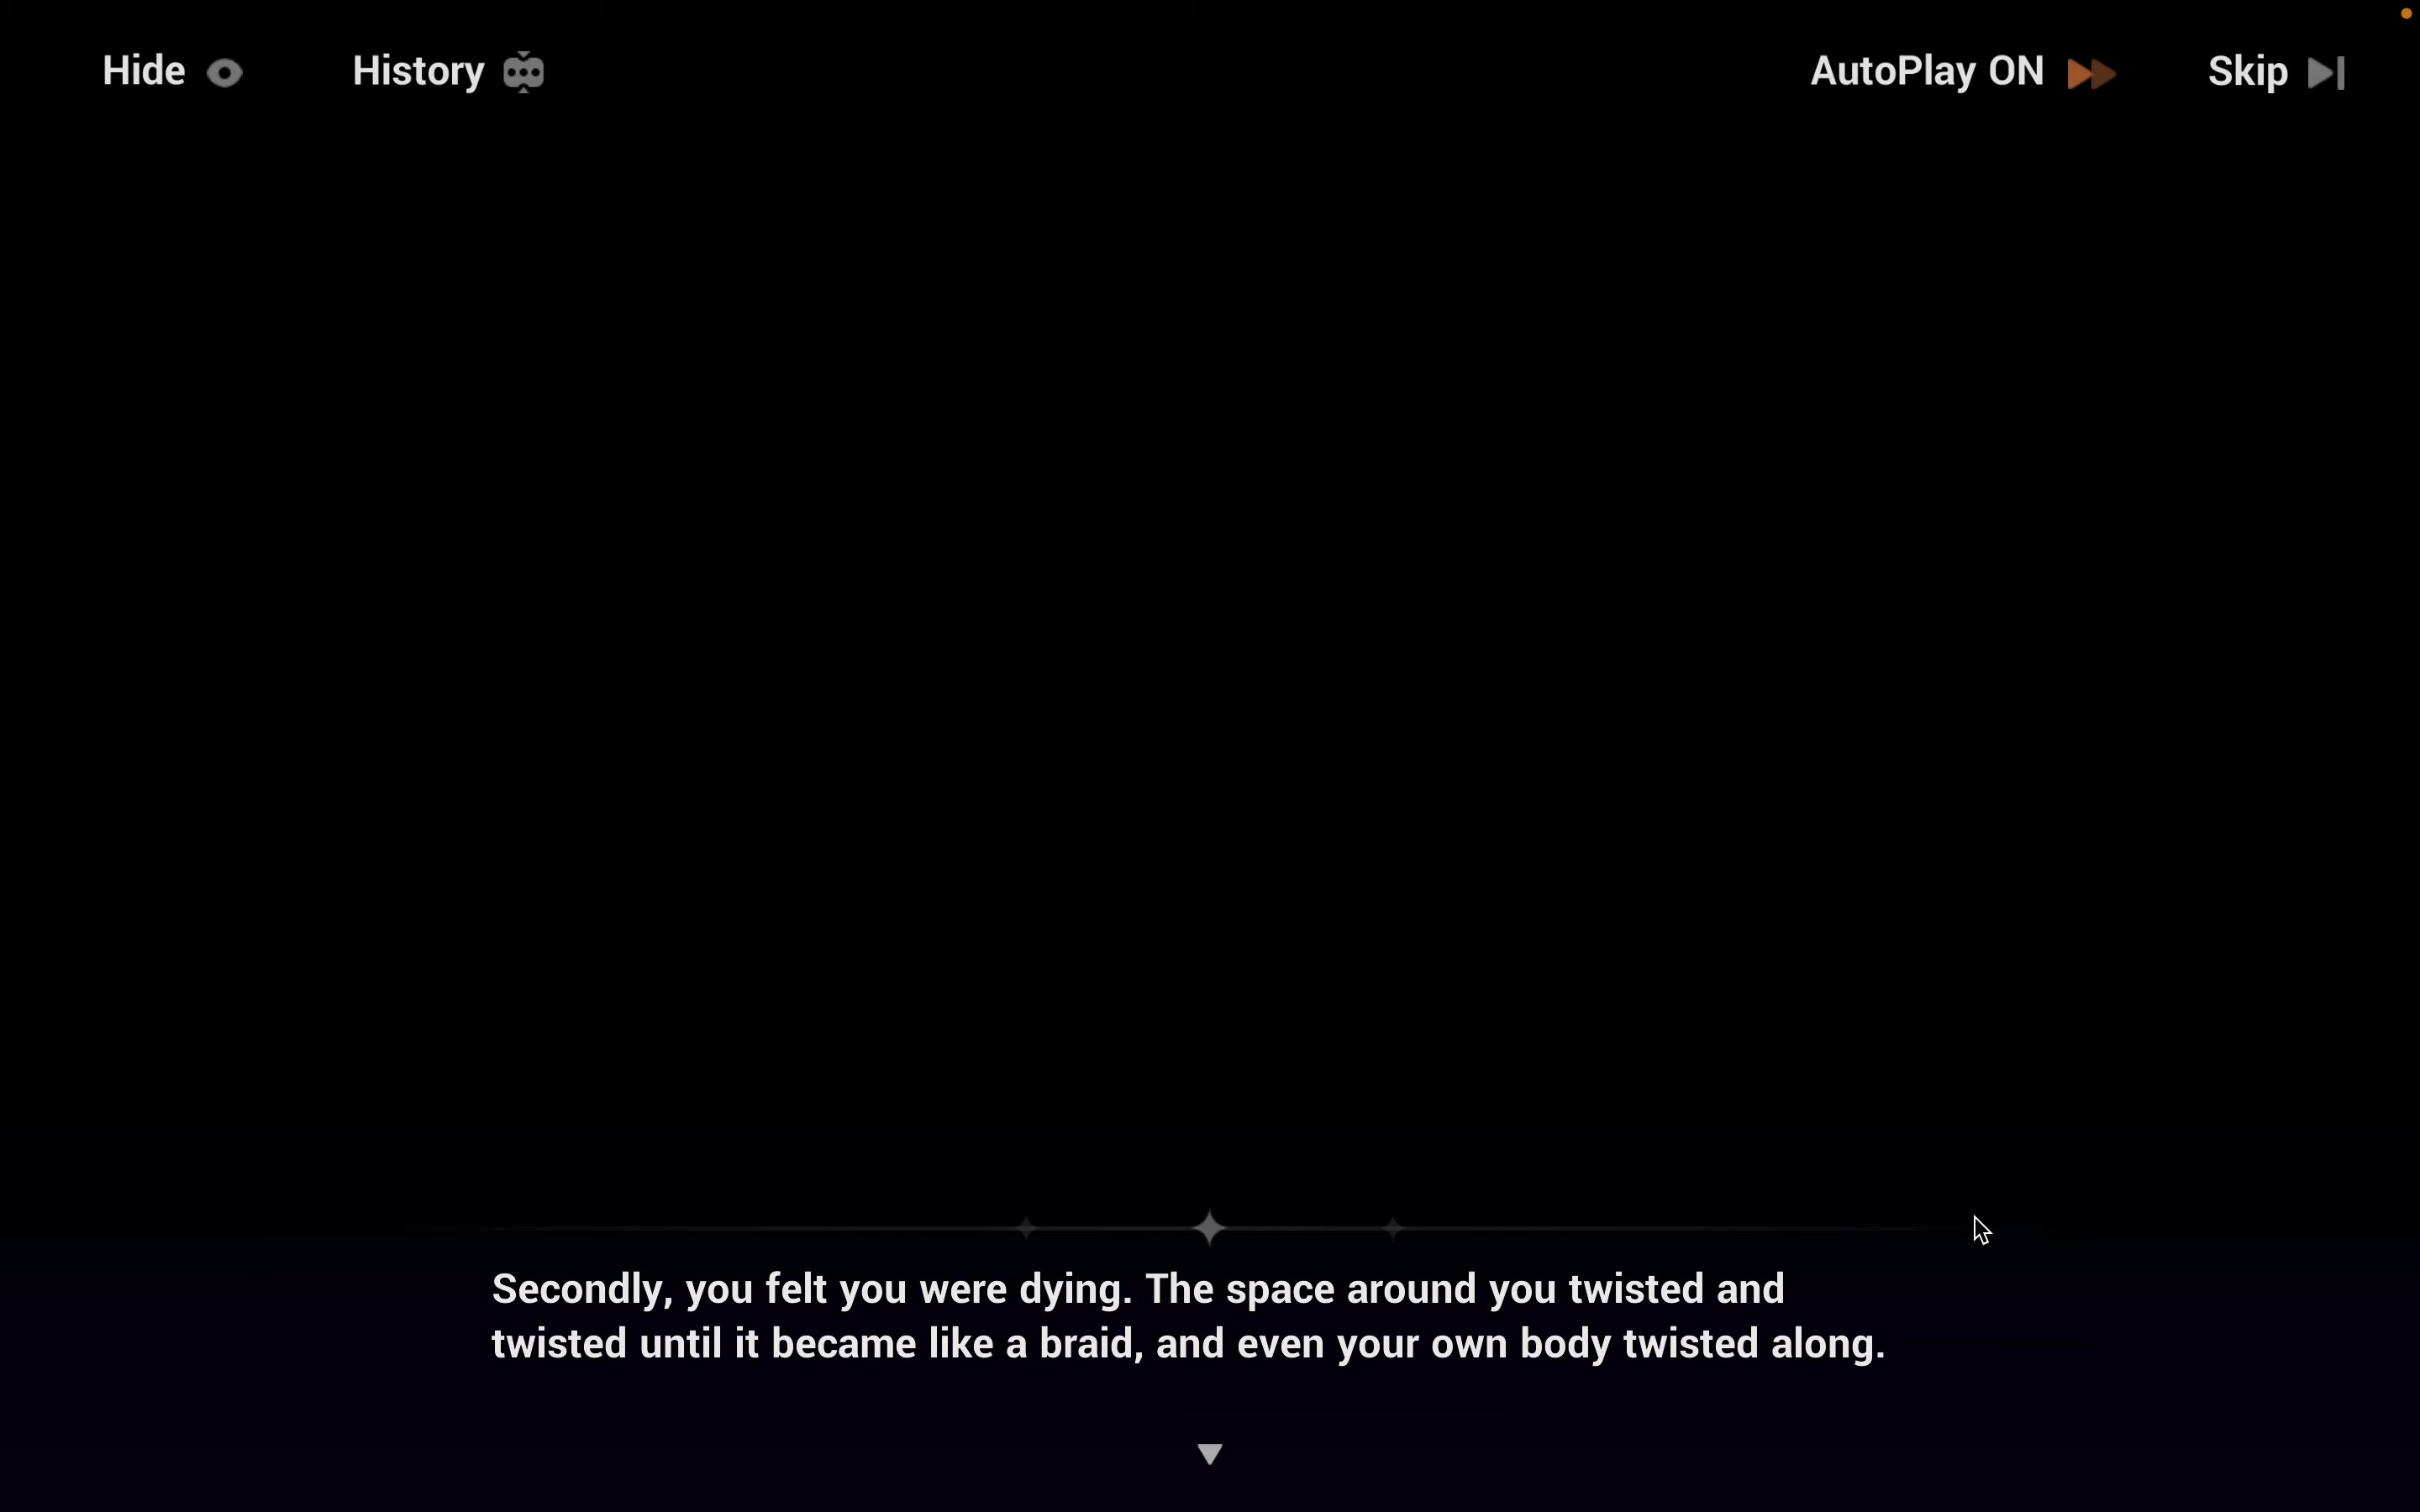 Hide
History
AutoPlay ON
Skip
Secondly, you felt you were dying. The space around you twisted and
twisted until it became like a braid, and even your own body twisted along.